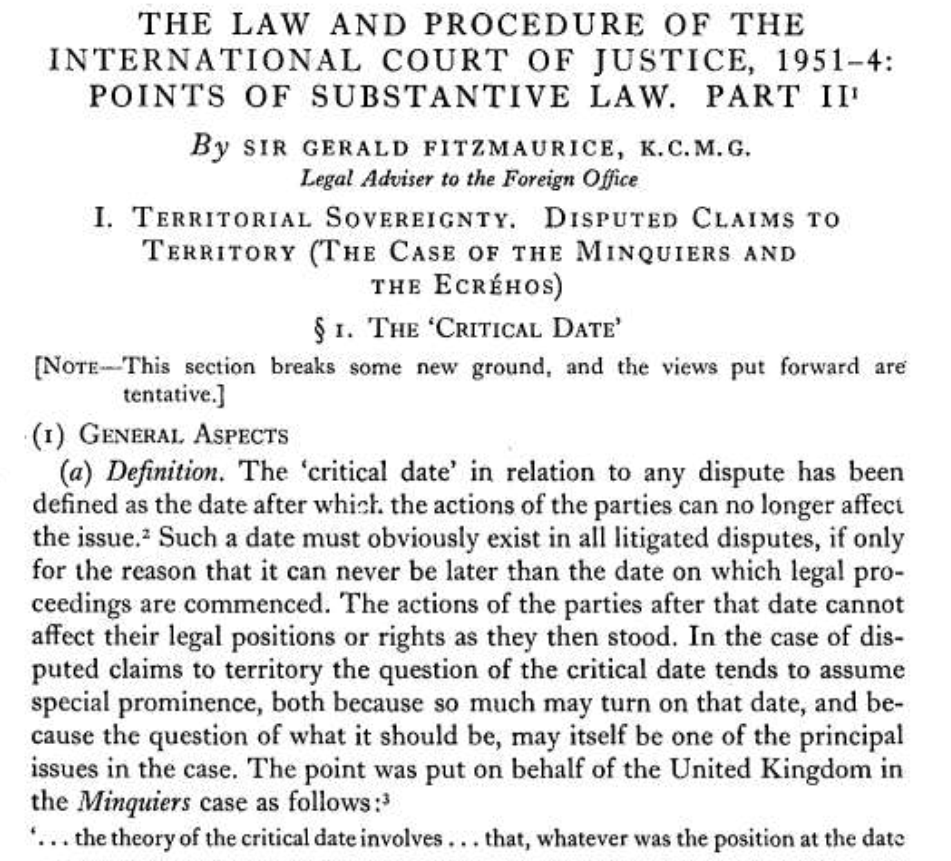 THE LAW AND PROCEDURE OF THE
INTERNATIONAL COURT OF JUSTICE, 1951–4:
POINTS OF SUBSTANTIVE LAW. PART II¹
By SIR GERALD FITZMAURICE, K.C.M.G.
Legal Adviser to the Foreign Office
I. TERRITORIAL SOVEREIGNTY. DISPUTED CLAIMS TO
TERRITORY (THE CASE OF THE MINQUIERS AND
THE ECRÉHOS)
§ 1. THE ‘CRITICAL DATE’
[NOTE—This section breaks some new ground, and the views put forward are
tentative.]
(1) GENERAL ASPECTS
(a) Definition. The ‘critical date’ in relation to any dispute has been
defined as the date after which the actions of the parties can no longer affect
the issue.² Such a date must obviously exist in all litigated disputes, if only
for the reason that it can never be later than the date on which legal pro-
ceedings are commenced. The actions of the parties after that date cannot
affect their legal positions or rights as they then stood. In the case of dis-
puted claims to territory the question of the critical date tends to assume
special prominence, both because so much may turn on that date, and be-
cause the question of what it should be, may itself be one of the principal
issues in the case. The point was put on behalf of the United Kingdom in
the Minquiers case as follows:³
‘. . . the theory of the critical date involves . . . that, whatever was the position at the date